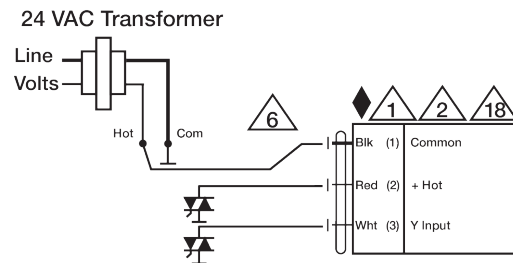 24 VAC Transformer
Line
Volts
Hot
Com
6
1
2
18
Blk (1) Common
Red (2) + Hot
Wht (3) Y Input